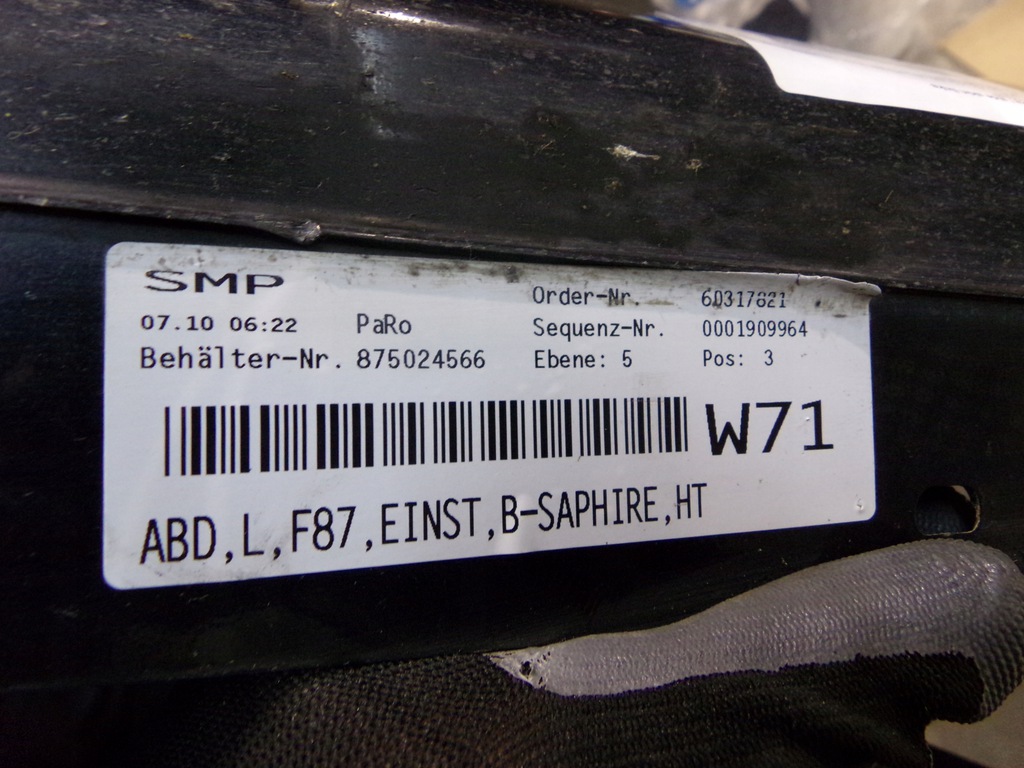 SMP
Order-Nr. 60317821
07.10 06:22 PaRo Sequenz-Nr. 0001909964
Behälter-Nr. 875024566 Ebene: 5 Pos: 3
W71
ABD,L,F87,EINST,B-SAPHIRE,HT